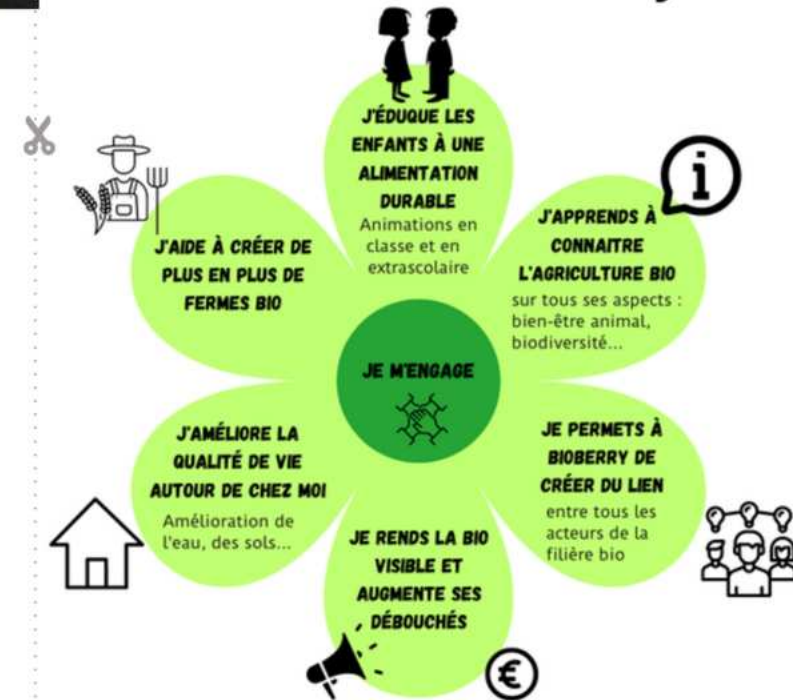 J'ÉDUQUE LES
ENFANTS À UNE
ALIMENTATION
DURABLE
Animations en
classe et en
extrascolaire
J'APPRENDS À
CONNAITRE
L'AGRICULTURE BIO
sur tous ses aspects :
bien-être animal,
biodiversité...
JE PERMETS À
BIOBERRY DE
CRÉER DU LIEN
entre tous les
acteurs de la
filière bio
JE RENDS LA BIO
VISIBLE ET
AUGMENTE SES
DÉBOUCHÉS
€
J'AMÉLIORE LA
QUALITÉ DE VIE
AUTOUR DE CHEZ MOI
Amélioration de
l'eau, des sols...
J'AIDE À CRÉER DE
PLUS EN PLUS DE
FERMES BIO
JE M'ENGAGE